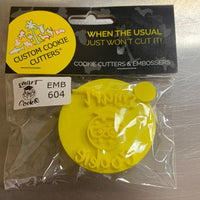 WHEN THE USUAL
JUST WON'T CUT IT!
CUSTOM COOKIE
CUTTERS
COOKIE CUTTERS & EMBOSSERS
SMART
COOKIE
EMB
604